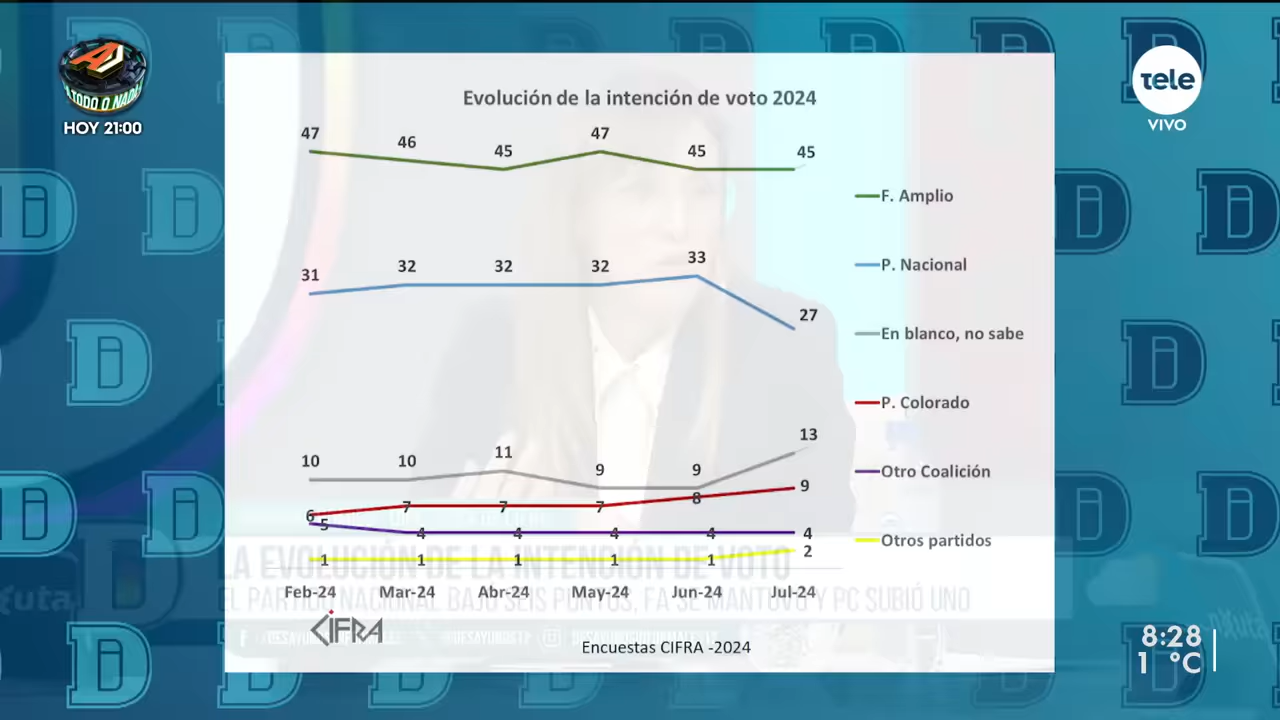 A TODO O NADA
HOY 21:00
tele
VIVO
Evolución de la intención de voto 2024
47 46 45 47 45 45
31 32 32 32 33 27
10 10 11 9 9 13
6 7 7 7 8 9
5 4 4 4 4 4
1 1 1 1 1 2
F. Amplio
P. Nacional
En blanco, no sabe
P. Colorado
Otro Coalición
Otros partidos
LA EVOLUCIÓN DE LA INTENCIÓN DE VOTO
Feb-24 Mar-24 Abr-24 May-24 Jun-24 Jul-24
EL PARTIDO NACIONAL BAJÓ SEIS PUNTOS, FA SE MANTUVO Y PC SUBIÓ UNO
CIFRA
Encuestas CIFRA -2024
8:28
1 °C